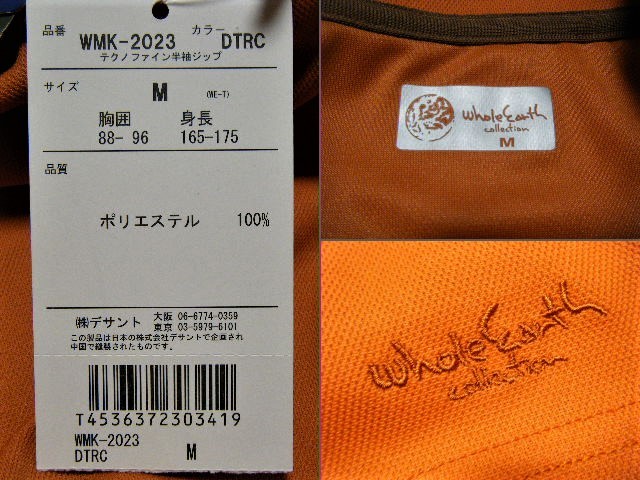 品番 WMK-2023 カラー DTRC
テクノファイン半袖ジップ
サイズ M (WE-T)
胸囲 身長
88-96 165-175
品質
ポリエステル 100%
㈱デサント 大阪 06-6774-0359
東京 03-5979-6101
この製品は日本の株式会社デサントで企画され
中国で縫製されたものです。
T4536372303419
WMK-2023
DTRC M
Whole Earth
collection
M
Whole Earth
collection